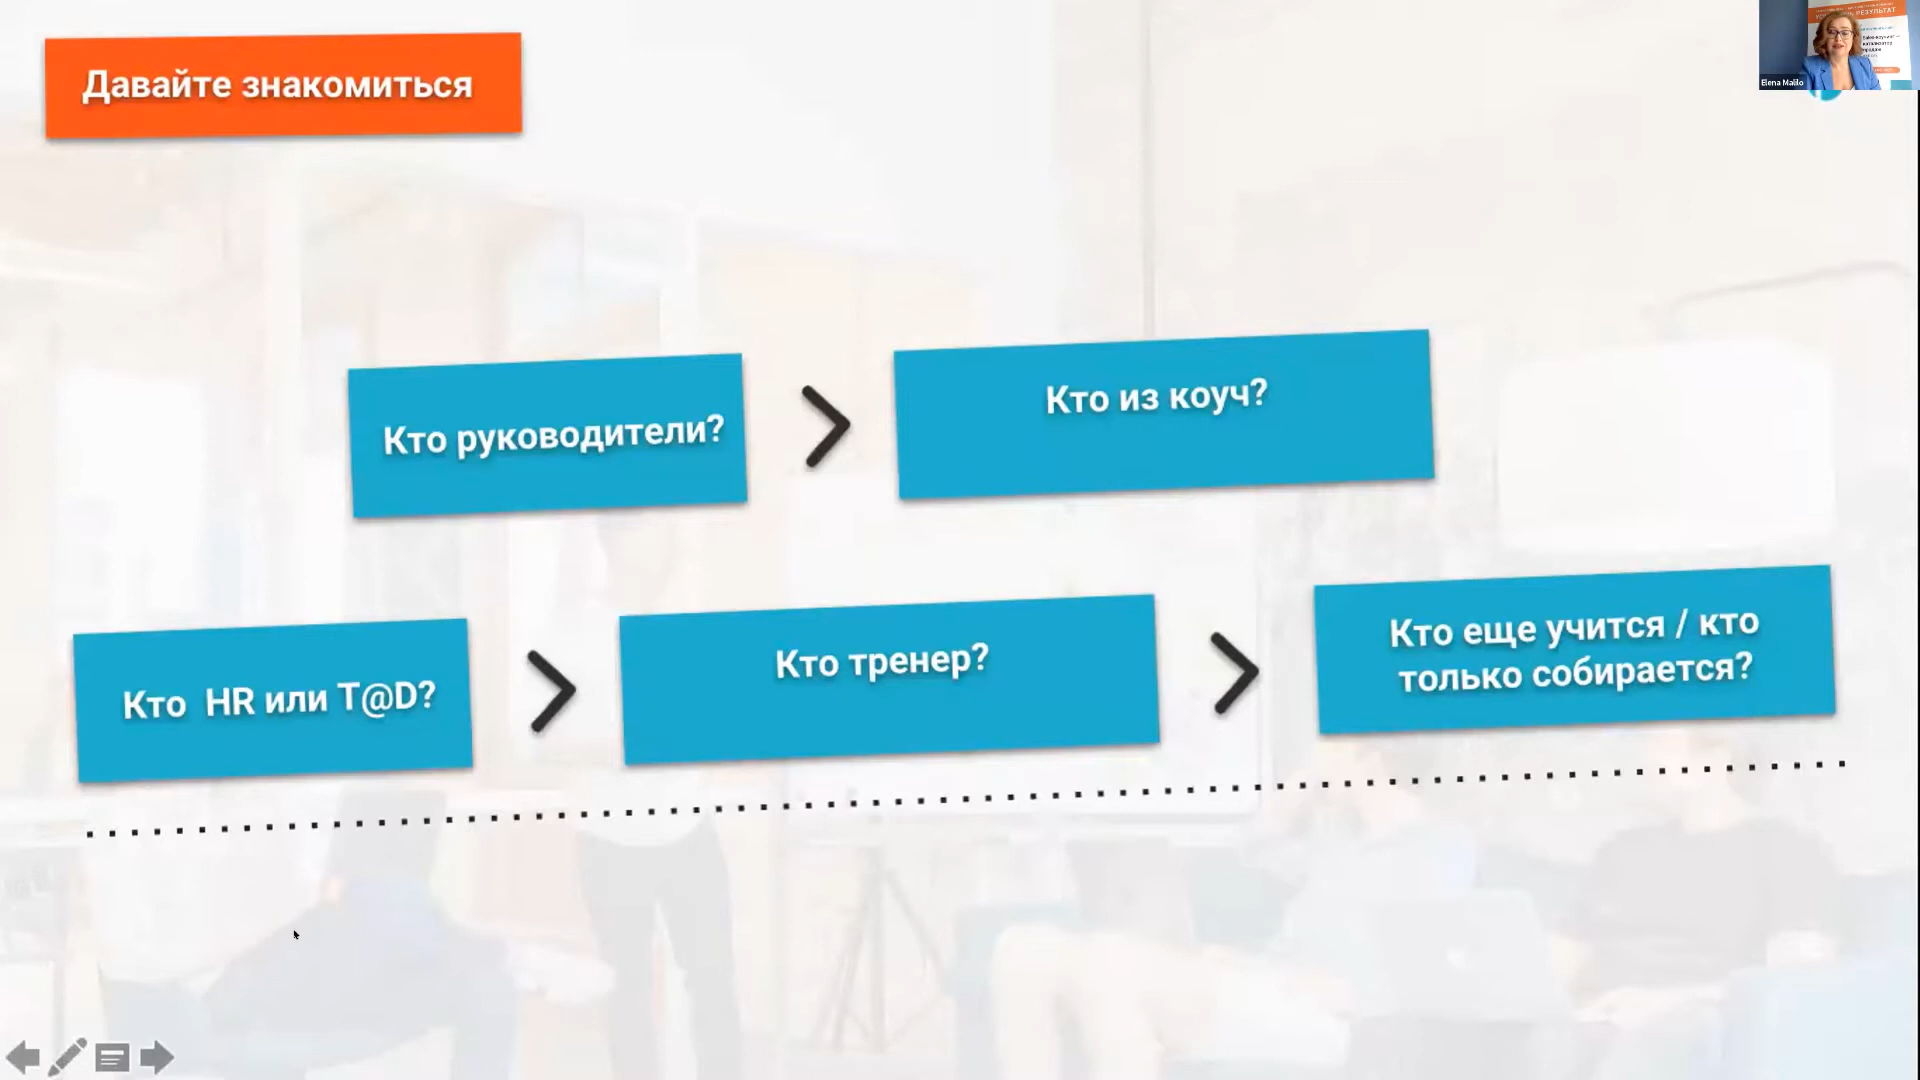 Давайте знакомиться
РЕЗУЛЬТАТ
Elena Malilo
Кто руководители?
Кто из коуч?
Кто HR или T@D?
Кто тренер?
Кто еще учится / кто
только собирается?